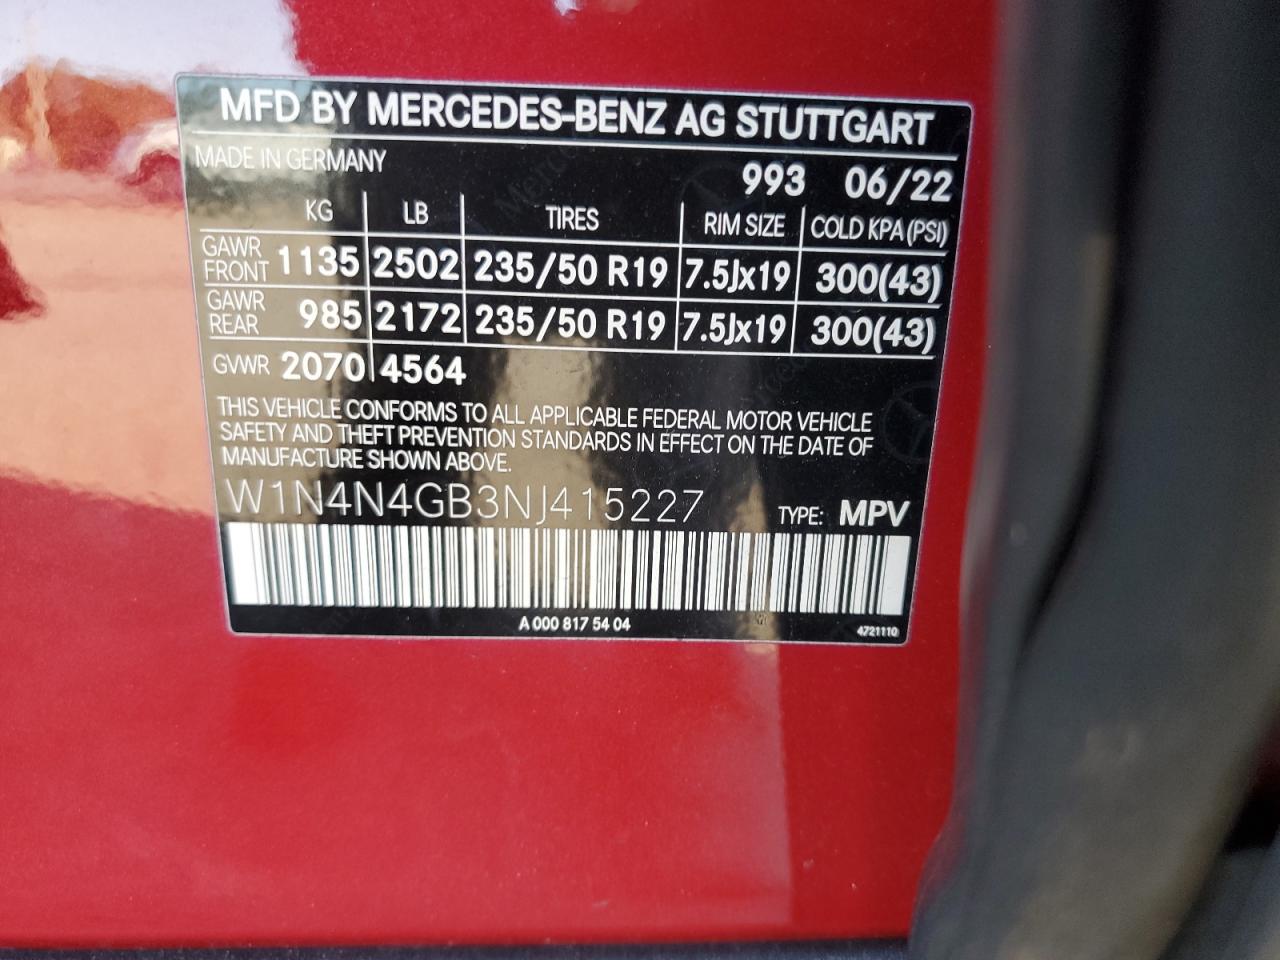 MFD BY MERCEDES-BENZ AG STUTTGART
MADE IN GERMANY 993 06/22
KG LB TIRES RIM SIZE COLD KPA (PSI)
GAWR FRONT 1135 2502 235/50 R19 7.5Jx19 300(43)
GAWR REAR 985 2172 235/50 R19 7.5Jx19 300(43)
GVWR 2070 4564
THIS VEHICLE CONFORMS TO ALL APPLICABLE FEDERAL MOTOR VEHICLE
SAFETY AND THEFT PREVENTION STANDARDS IN EFFECT ON THE DATE OF
MANUFACTURE SHOWN ABOVE.
W1N4N4GB3NJ415227 TYPE: MPV
A 000 817 54 04 4721110